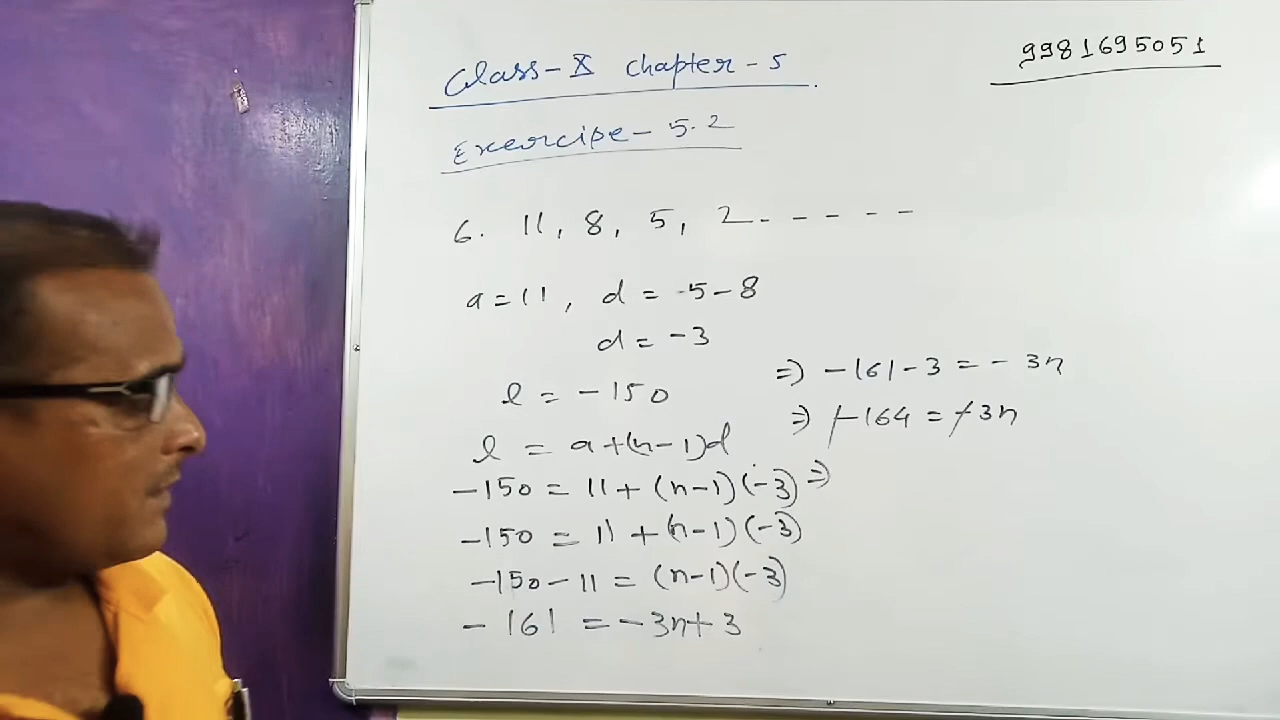 Class-X Chapter-5
9981695051
Exercise-5.2
6. 11, 8, 5, 2-----
a=11, d = 5-8
d= -3
l = -150
l = a+(n-1)d
-150 = 11+(n-1)(-3) ⇒
-150 = 11+(n-1)(-3)
-150-11 = (n-1)(-3)
-161 = -3n+3
⇒ -161-3 = -3n
⇒ -164 = -3n